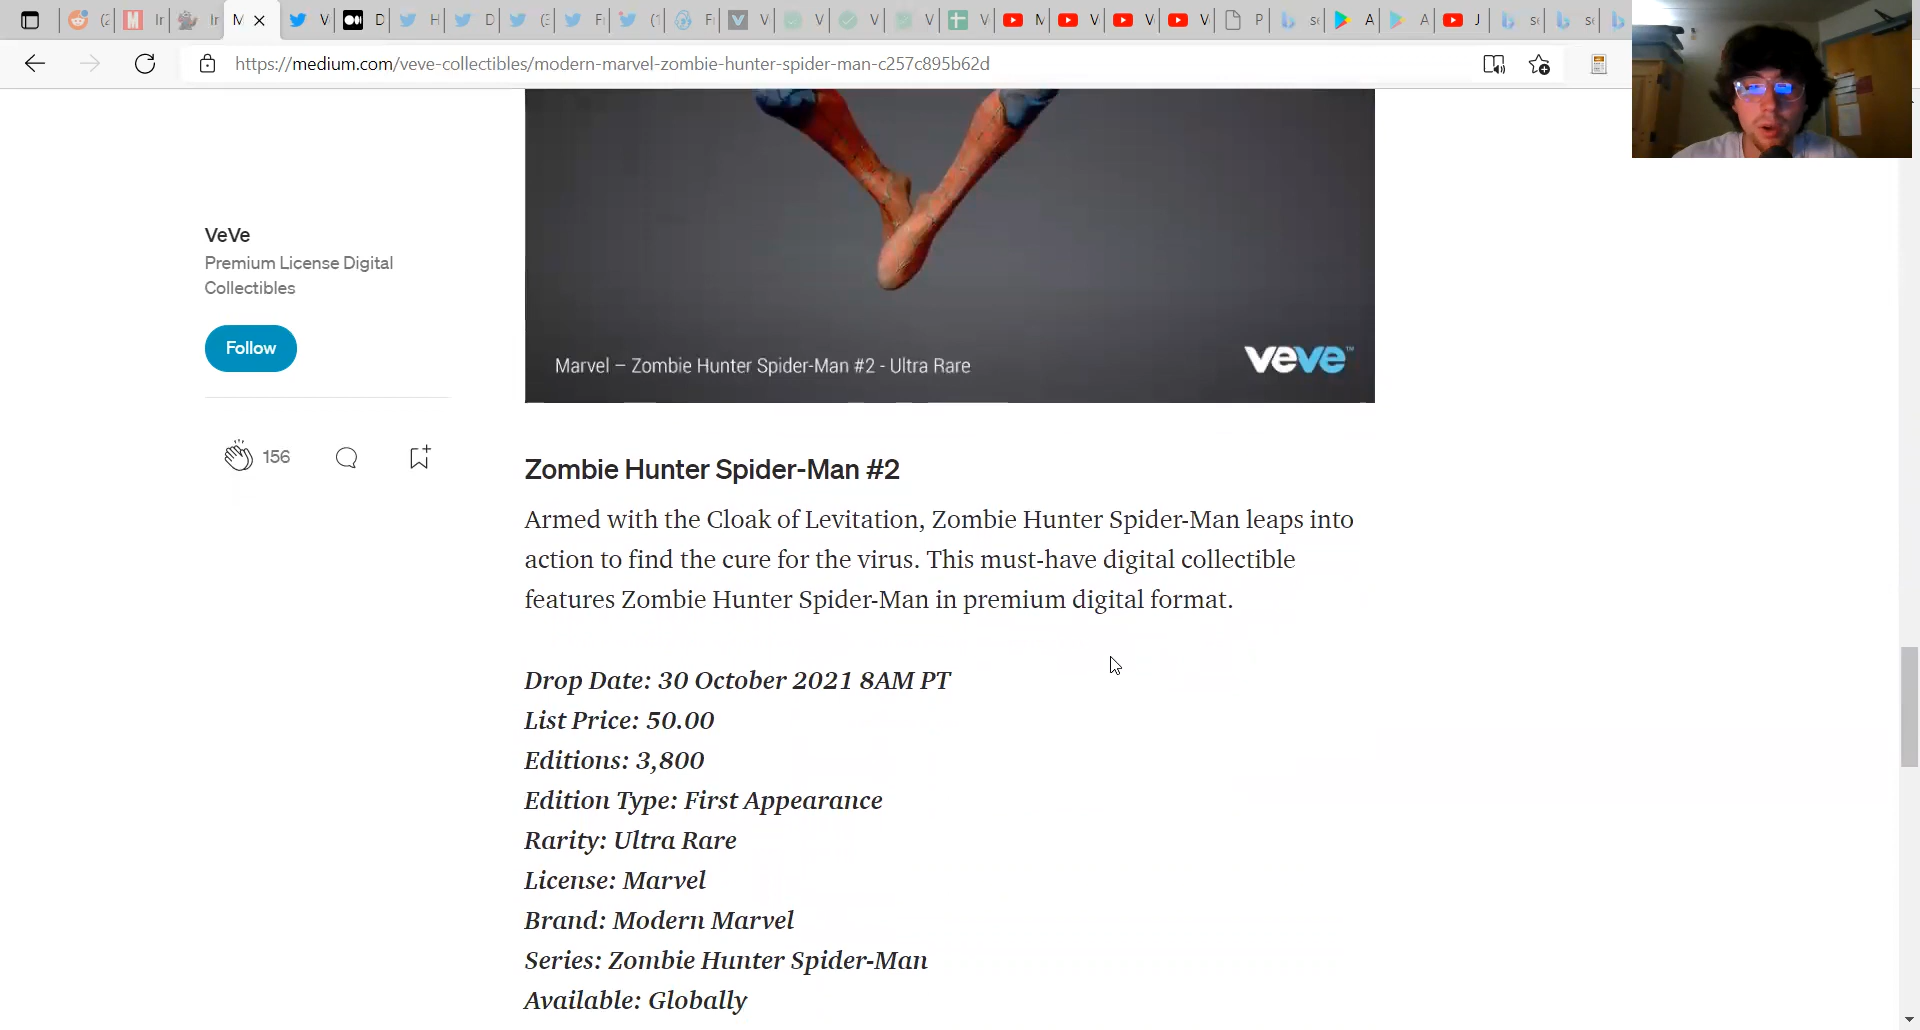 https://medium.com/veve-collectibles/modern-marvel-zombie-hunter-spider-man-c257c895b62d
VeVe
Premium License Digital
Collectibles
Follow
156
Marvel – Zombie Hunter Spider-Man #2 - Ultra Rare
veve™
Zombie Hunter Spider-Man #2
Armed with the Cloak of Levitation, Zombie Hunter Spider-Man leaps into
action to find the cure for the virus. This must-have digital collectible
features Zombie Hunter Spider-Man in premium digital format.
Drop Date: 30 October 2021 8AM PT
List Price: 50.00
Editions: 3,800
Edition Type: First Appearance
Rarity: Ultra Rare
License: Marvel
Brand: Modern Marvel
Series: Zombie Hunter Spider-Man
Available: Globally